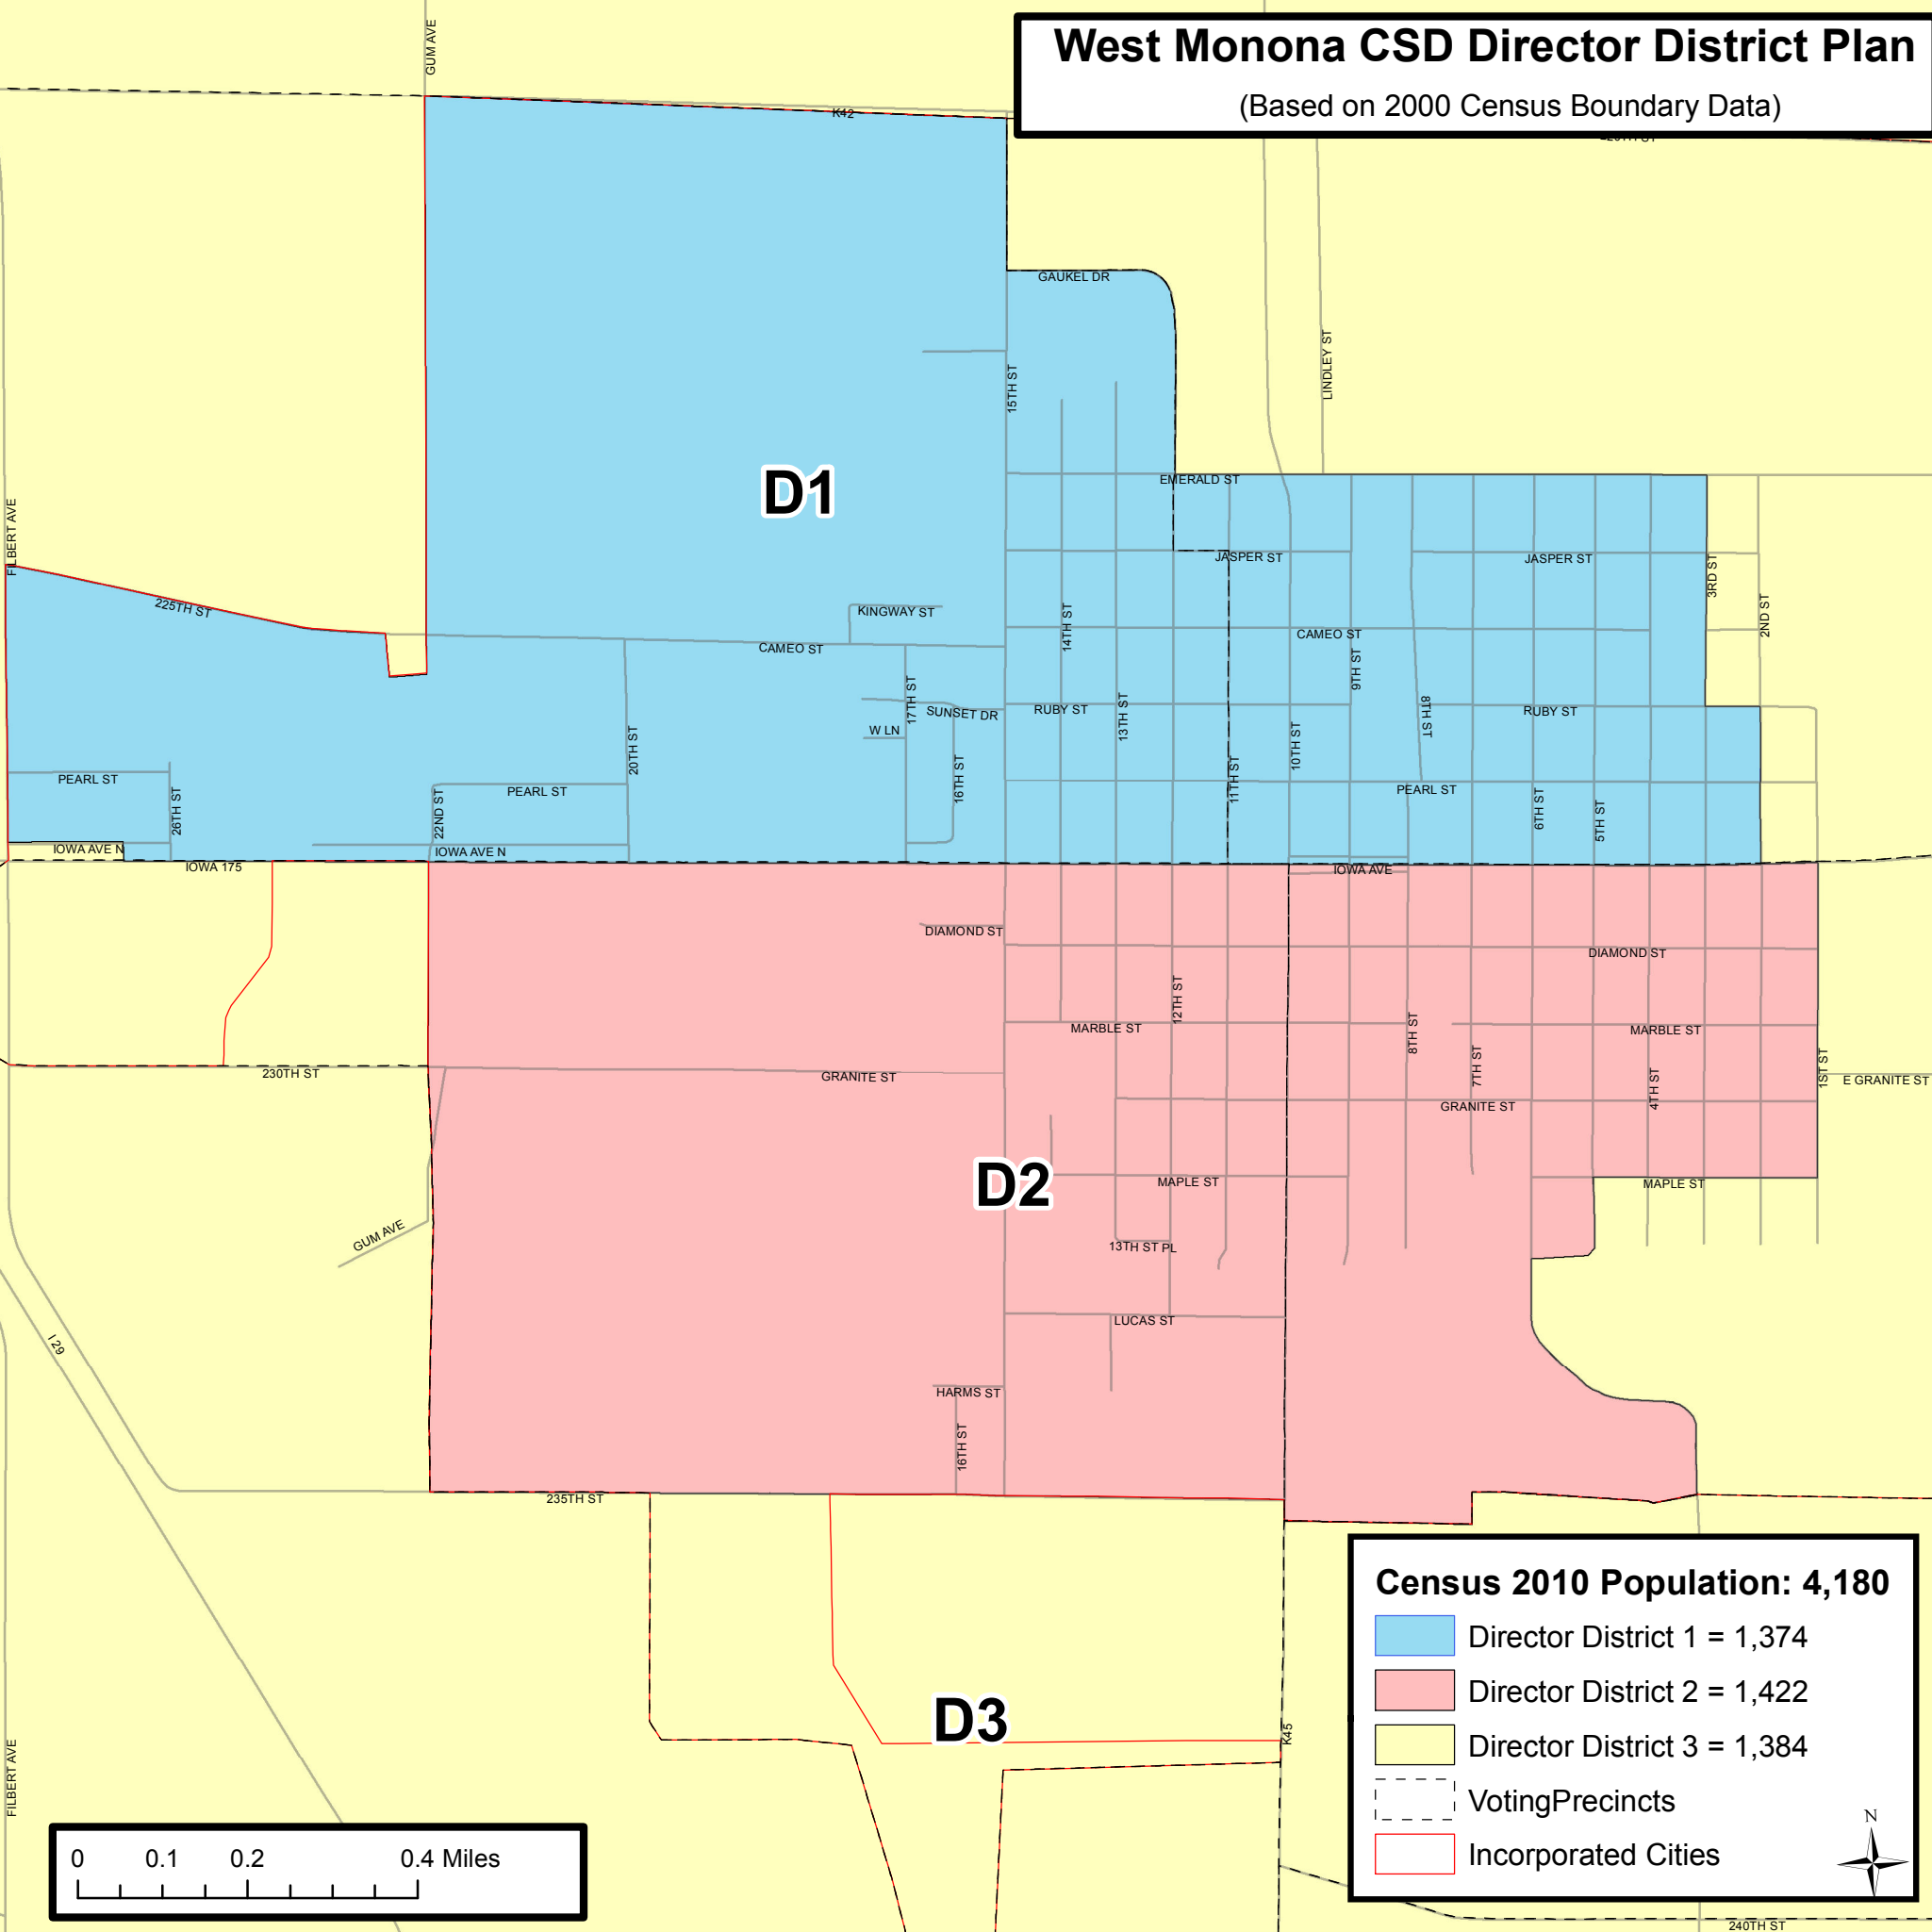 West Monona CSD Director District Plan
(Based on 2000 Census Boundary Data)
GUM AVE
K42
GAUKEL DR
LINDLEY ST
15TH ST
D1
EMERALD ST
FILBERT AVE
JASPER ST
JASPER ST
3RD ST
225TH ST
KINGWAY ST
14TH ST
2ND ST
CAMEO ST
CAMEO ST
9TH ST
17TH ST
SUNSET DR
RUBY ST
13TH ST
8TH ST
RUBY ST
W LN
20TH ST
10TH ST
16TH ST
11TH ST
PEARL ST
26TH ST
22ND ST
PEARL ST
PEARL ST
6TH ST
5TH ST
IOWA AVE N
IOWA AVE N
IOWA 175
IOWA AVE
DIAMOND ST
DIAMOND ST
12TH ST
MARBLE ST
8TH ST
MARBLE ST
7TH ST
1ST ST
230TH ST
GRANITE ST
4TH ST
E GRANITE ST
GRANITE ST
D2
MAPLE ST
MAPLE ST
GUM AVE
13TH ST PL
LUCAS ST
I 29
HARMS ST
16TH ST
235TH ST
D3
K45
FILBERT AVE
Census 2010 Population: 4,180
Director District 1 = 1,374
Director District 2 = 1,422
Director District 3 = 1,384
VotingPrecincts
Incorporated Cities
N
0 0.1 0.2 0.4 Miles
240TH ST